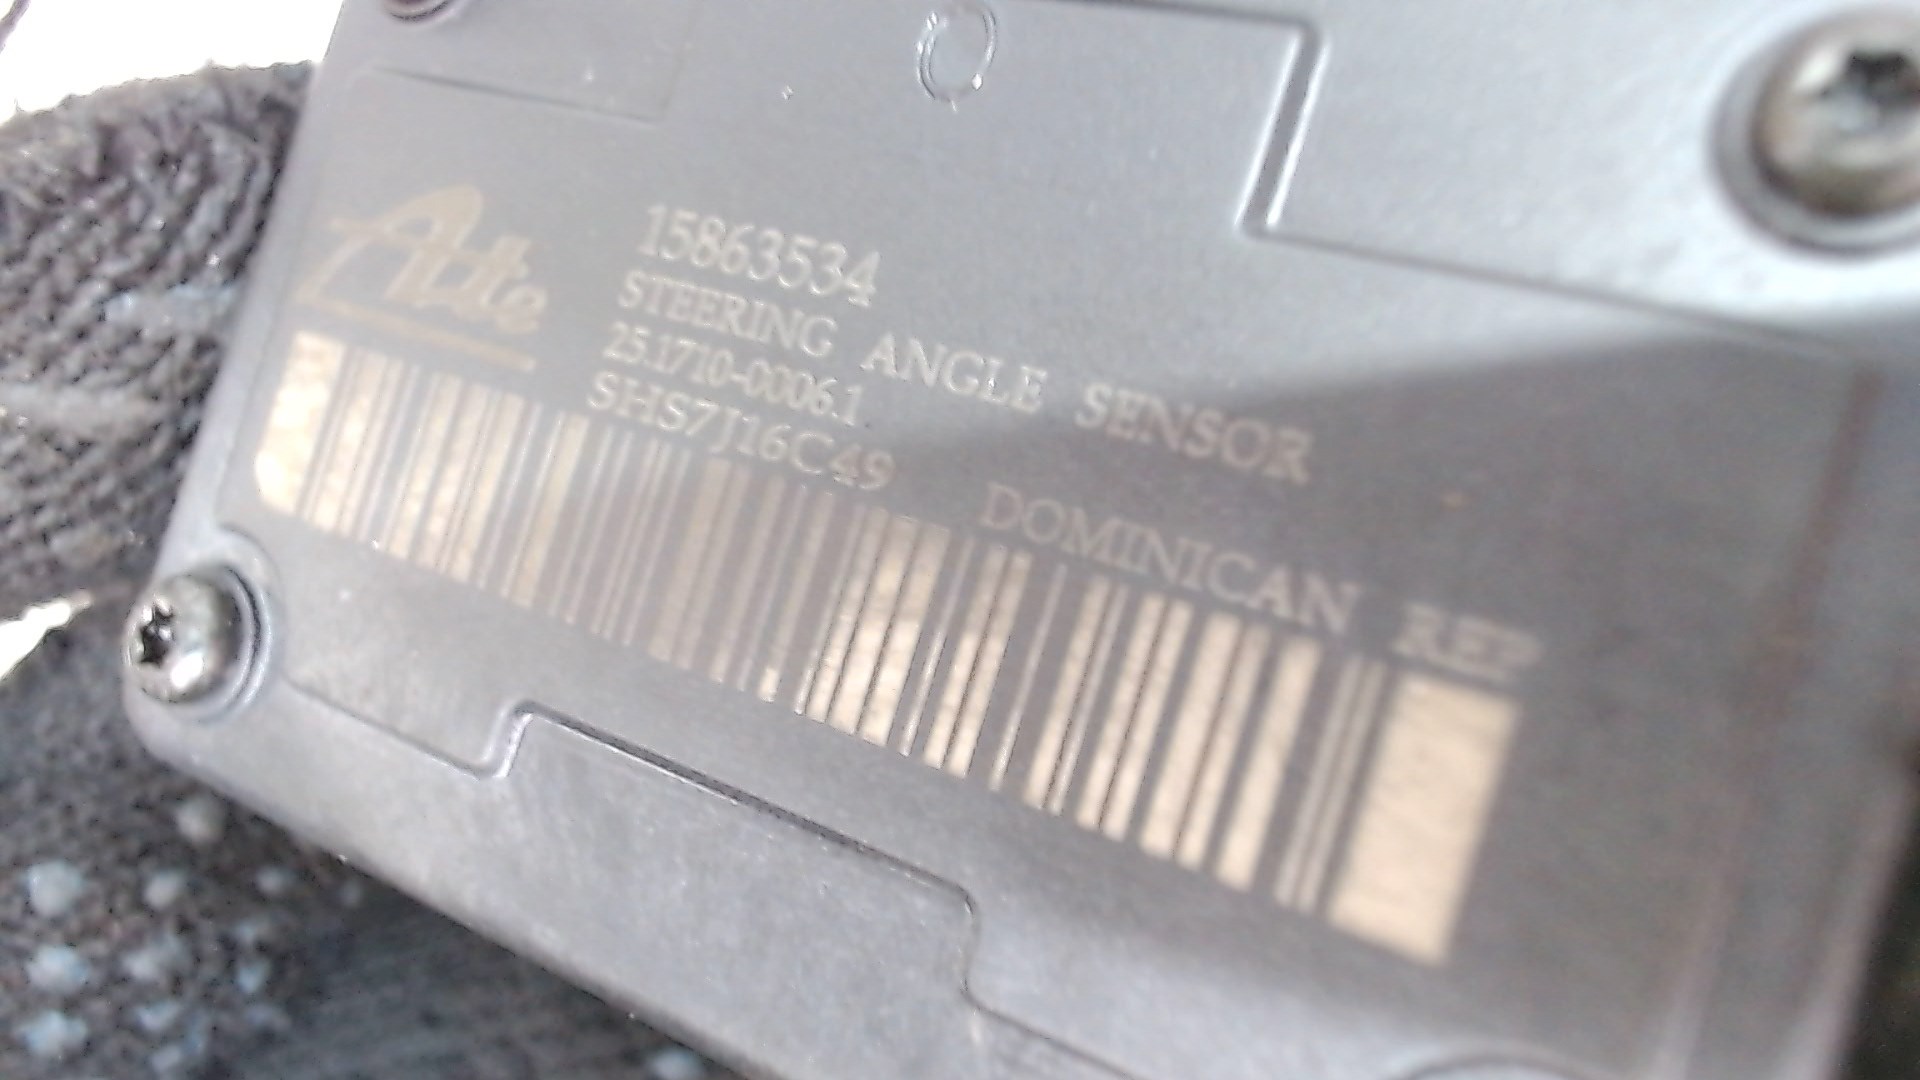 Ate
15863534
STEERING ANGLE SENSOR
25.1710-0006.1
SHS7J16C49 DOMINICAN REP